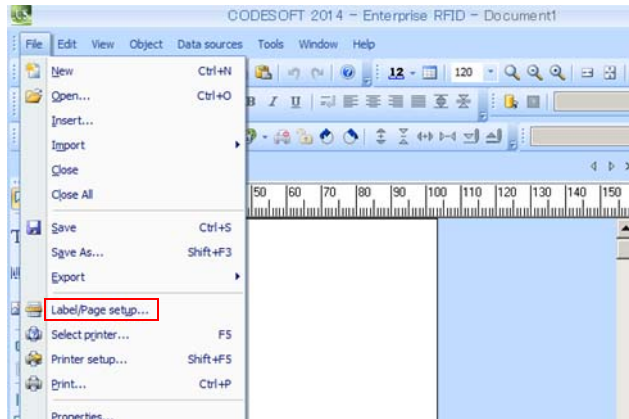 CODESOFT 2014 - Enterprise RFID - Document1
File Edit View Object Data sources Tools Window Help
New Ctrl+N
12 120
Open... Ctrl+O
B I U
Insert...
Import
Close
Close All
50 60 70 80 90 100 110 120 130 140 150
Save Ctrl+S
Save As... Shift+F3
Export
Label/Page setup...
Select printer... F5
Printer setup... Shift+F5
Print... Ctrl+P
Properties...